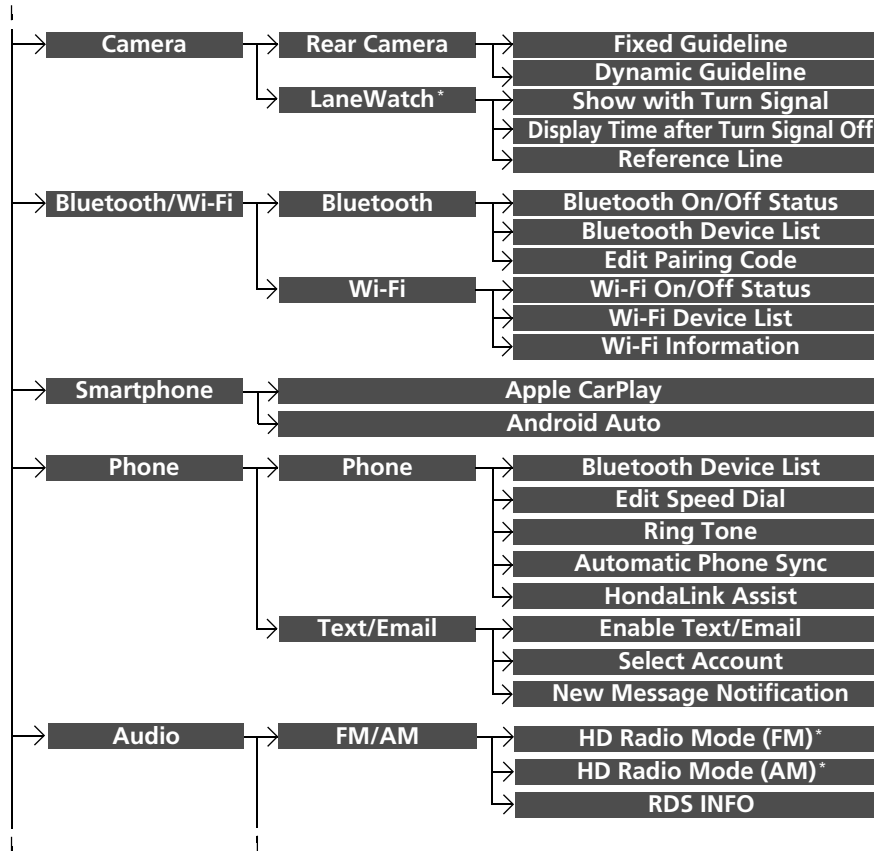 Camera
Rear Camera
Fixed Guideline
Dynamic Guideline
LaneWatch*
Show with Turn Signal
Display Time after Turn Signal Off
Reference Line
Bluetooth/Wi-Fi
Bluetooth
Bluetooth On/Off Status
Bluetooth Device List
Edit Pairing Code
Wi-Fi
Wi-Fi On/Off Status
Wi-Fi Device List
Wi-Fi Information
Smartphone
Apple CarPlay
Android Auto
Phone
Phone
Bluetooth Device List
Edit Speed Dial
Ring Tone
Automatic Phone Sync
HondaLink Assist
Text/Email
Enable Text/Email
Select Account
New Message Notification
Audio
FM/AM
HD Radio Mode (FM)*
HD Radio Mode (AM)*
RDS INFO